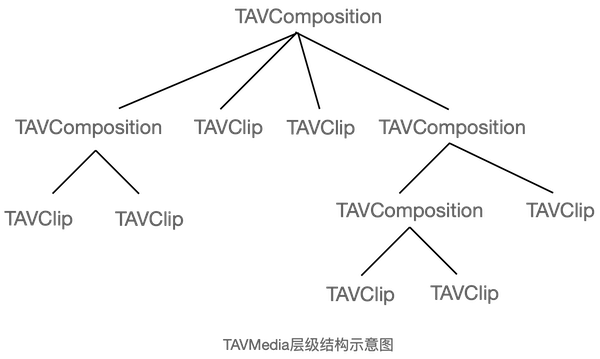 TAVComposition
TAVComposition TAVClip TAVClip TAVComposition
TAVClip TAVClip TAVComposition TAVClip
TAVClip TAVClip
TAVMedia层级结构示意图